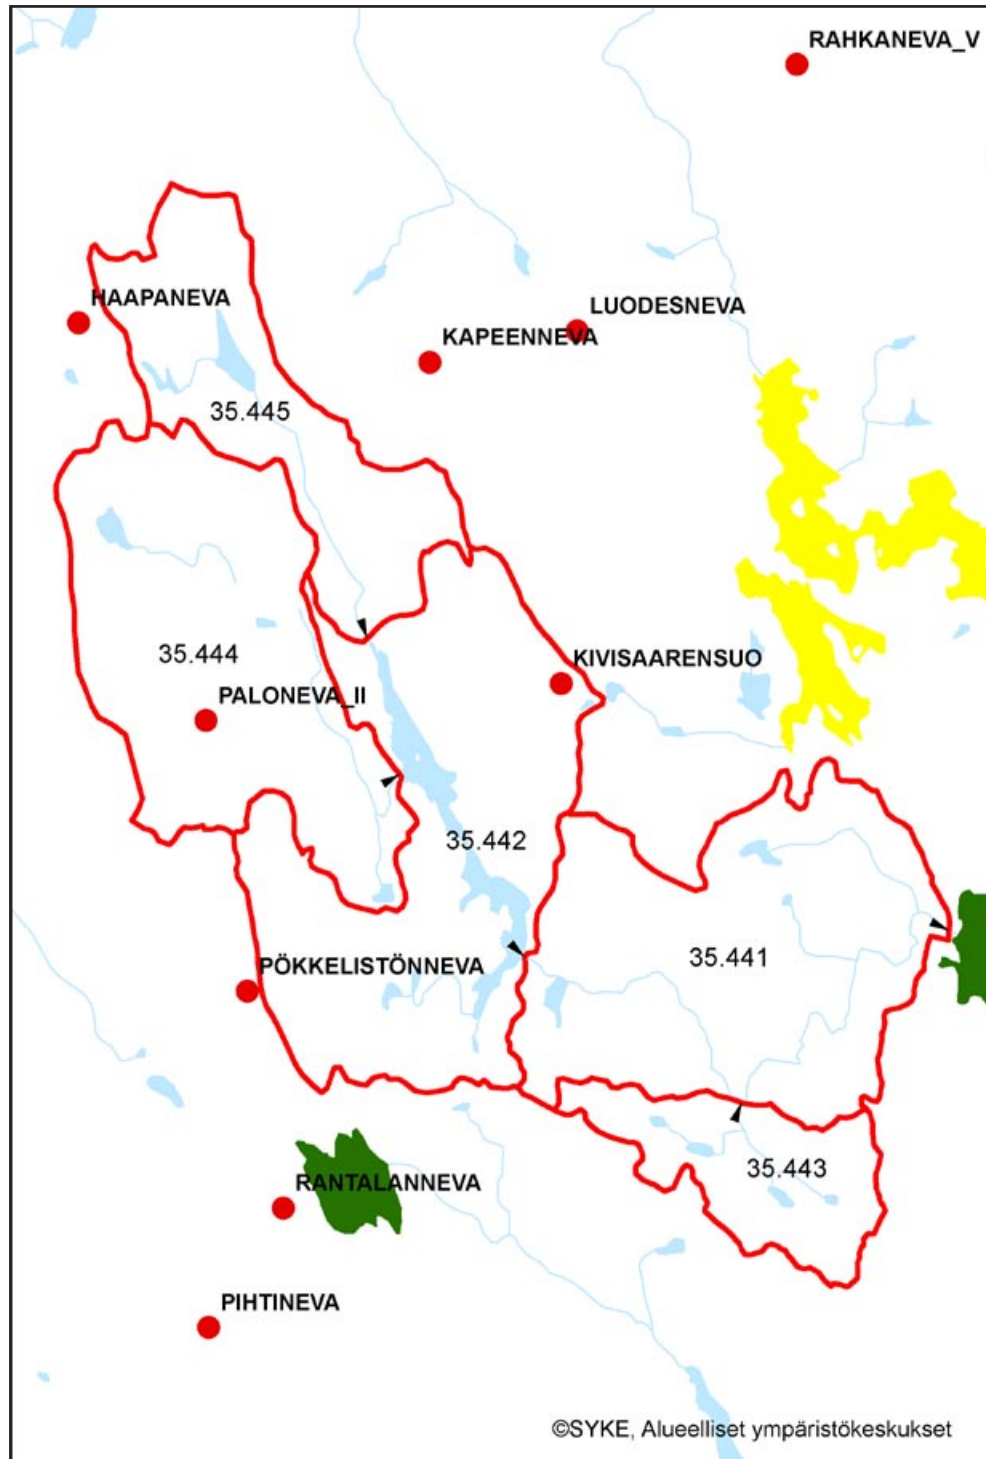 RAHKANEVA_V
HAAPANEVA
LUODESNEVA
KAPEENNEVA
35.445
35.444
KIVISAARENSUO
PALONEVA_II
35.442
35.441
PÖKKELISTÖNNEVA
35.443
RANTALANNEVA
PIHTINEVA
©SYKE, Alueelliset ympäristökeskukset